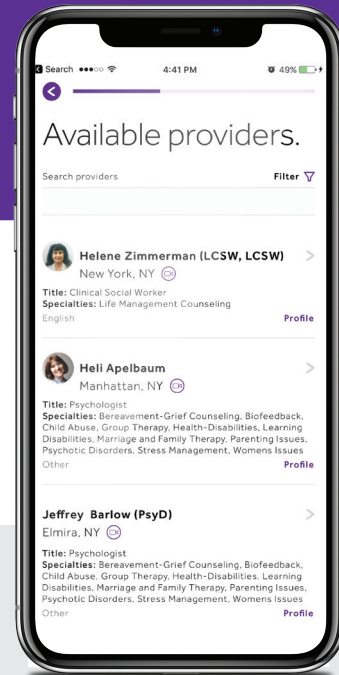 Search
4:41 PM
49%
Available providers.
Search providers
Filter
Helene Zimmerman (LCSW, LCSW)
New York, NY
Title: Clinical Social Worker
Specialties: Life Management Counseling
English
Profile
Heli Apelbaum
Manhattan, NY
Title: Psychologist
Specialties: Bereavement-Grief Counseling, Biofeedback,
Child Abuse, Group Therapy, Health-Disabilities, Learning
Disabilities, Marriage and Family Therapy, Parenting Issues,
Psychotic Disorders, Stress Management, Womens Issues
Other
Profile
Jeffrey Barlow (PsyD)
Elmira, NY
Title: Psychologist
Specialties: Bereavement-Grief Counseling, Biofeedback,
Child Abuse, Group Therapy, Health-Disabilities, Learning
Disabilities, Marriage and Family Therapy, Parenting Issues,
Psychotic Disorders, Stress Management, Womens Issues
Other
Profile